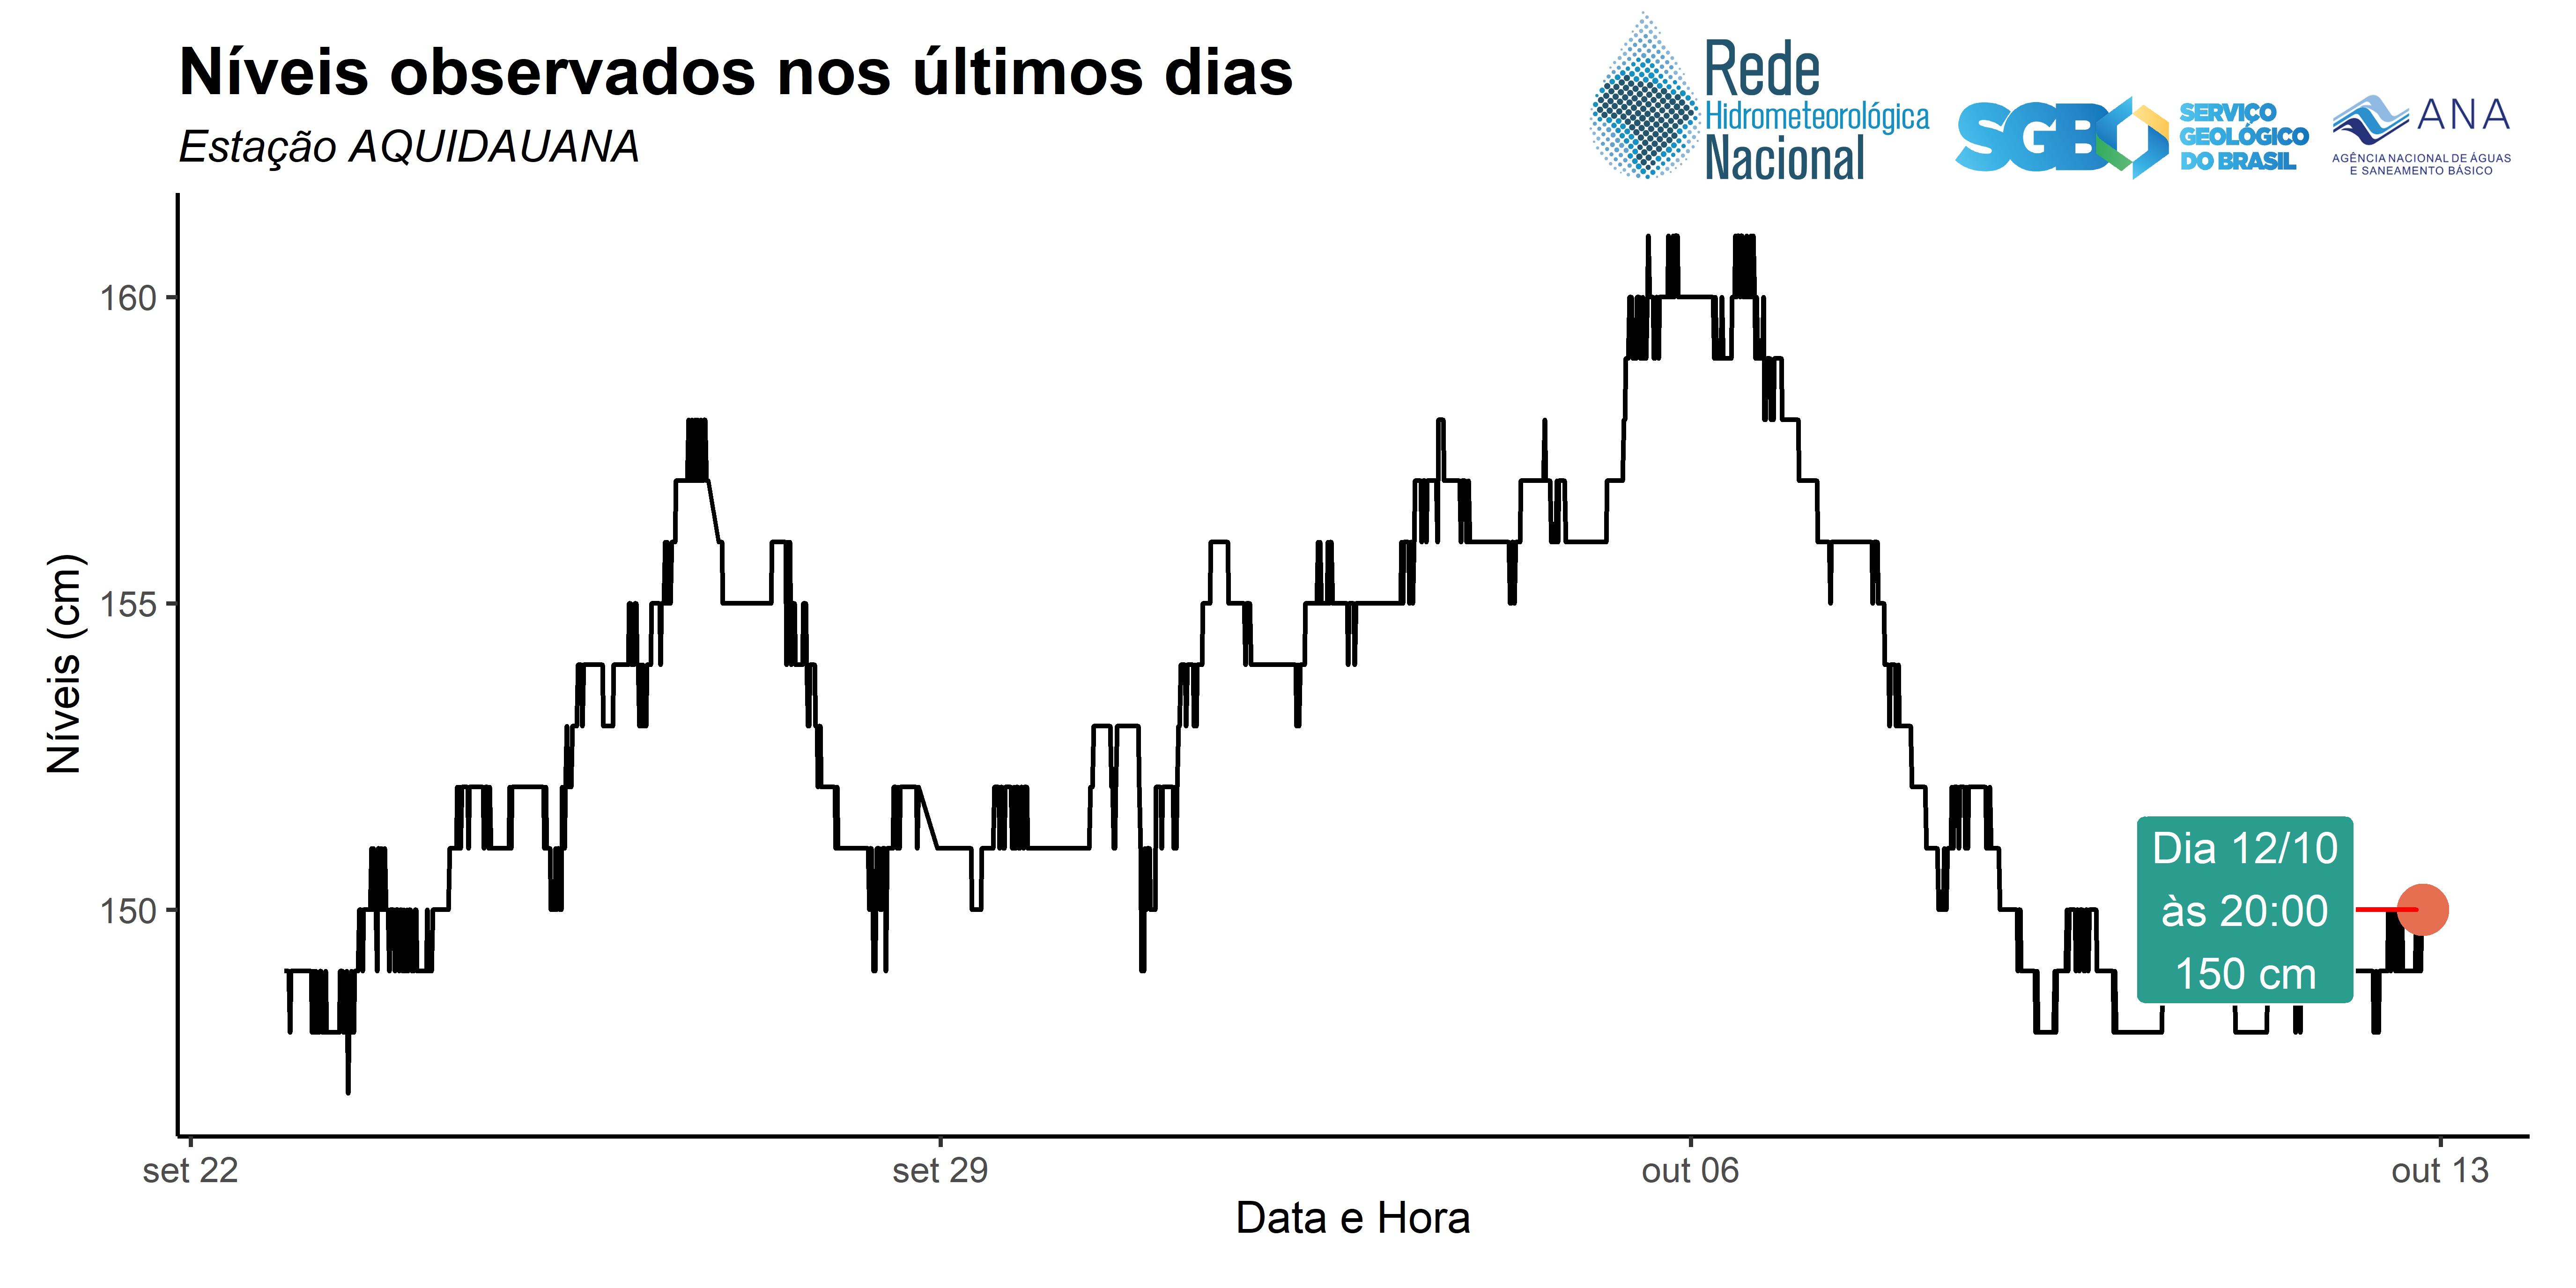 Níveis observados nos últimos dias
Estação AQUIDAUANA
Rede
Hidrometeorológica
Nacional
SGB
SERVIÇO
GEOLÓGICO
DO BRASIL
ANA
AGÊNCIA NACIONAL DE ÁGUAS
E SANEAMENTO BÁSICO
Níveis (cm)
160
155
150
Dia 12/10
às 20:00
150 cm
set 22
set 29
out 06
out 13
Data e Hora